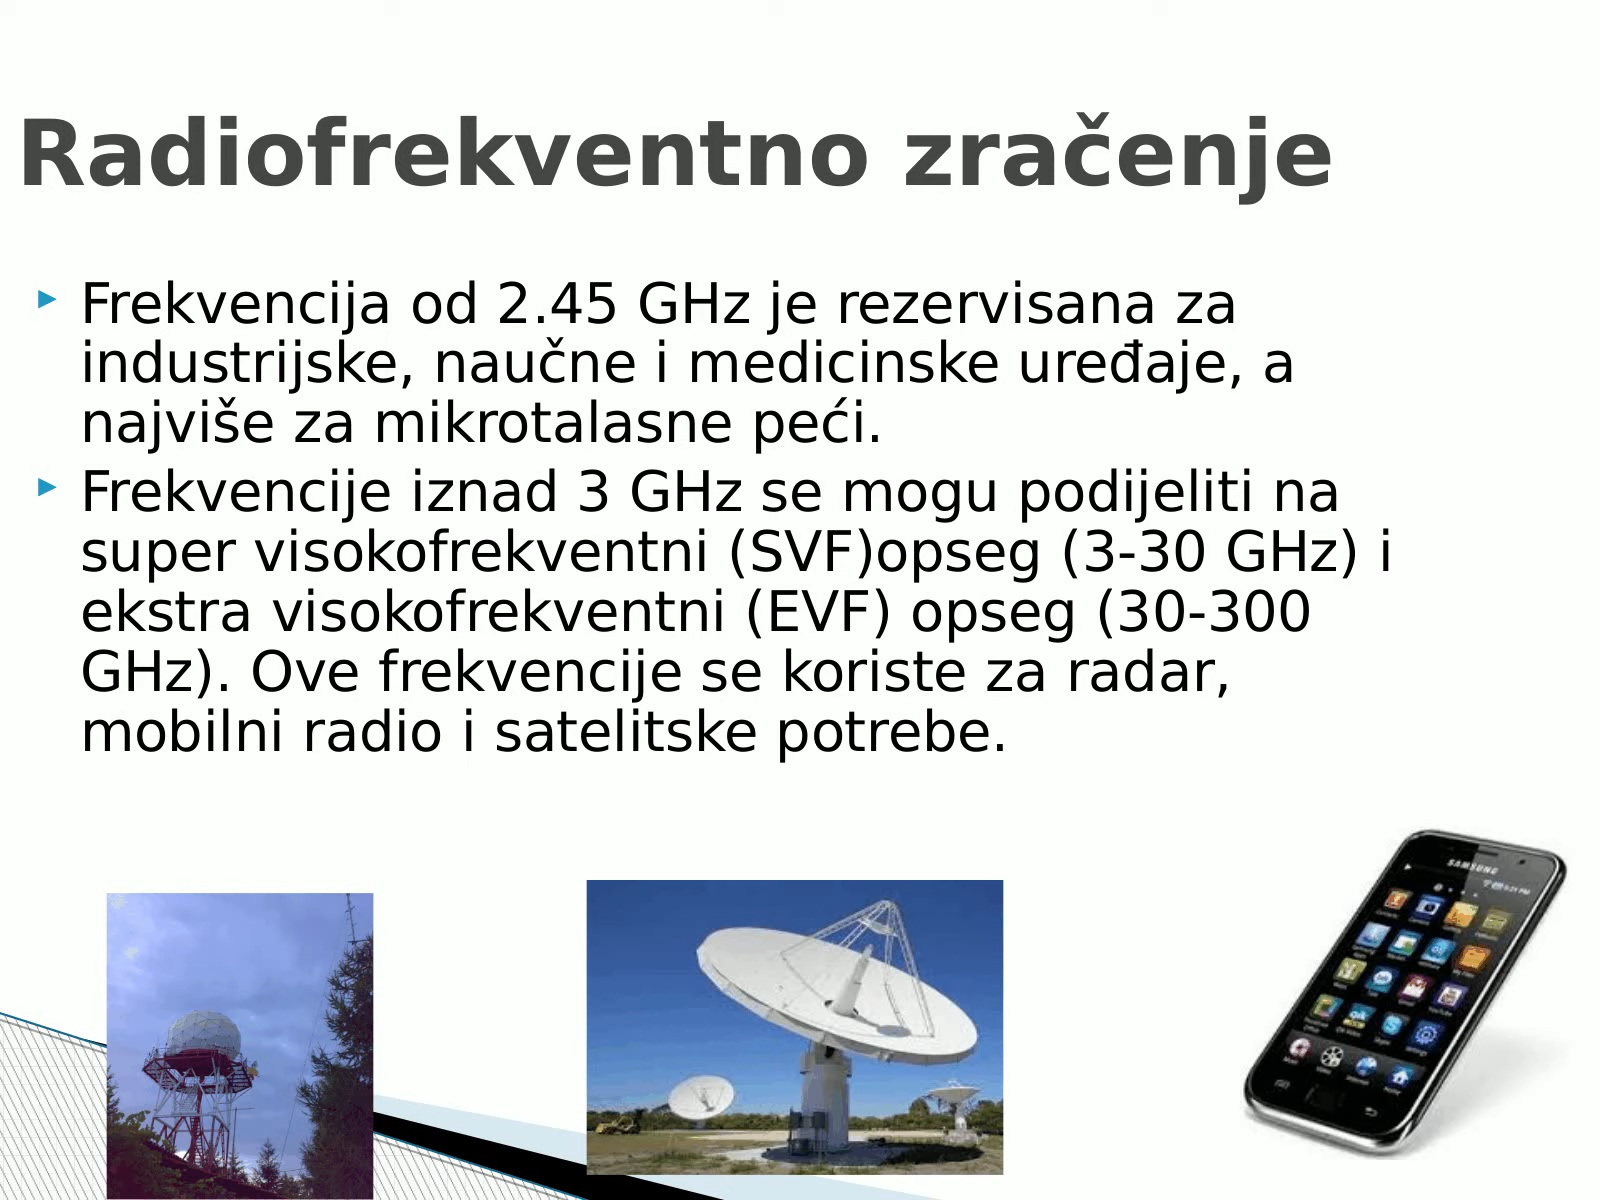 Radiofrekventno zračenje
Frekvencija od 2.45 GHz je rezervisana za
industrijske, naučne i medicinske uređaje, a
najviše za mikrotalasne peći.
Frekvencije iznad 3 GHz se mogu podijeliti na
super visokofrekventni (SVF)opseg (3-30 GHz) i
ekstra visokofrekventni (EVF) opseg (30-300
GHz). Ove frekvencije se koriste za radar,
mobilni radio i satelitske potrebe.
SAMSUNG